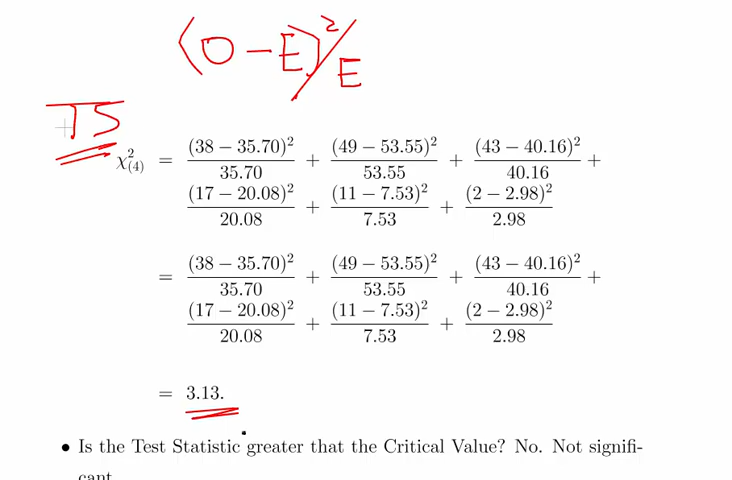 (O - E)²/E
TS
χ²₍₄₎ = (38 − 35.70)²/35.70 + (49 − 53.55)²/53.55 + (43 − 40.16)²/40.16 +
(17 − 20.08)²/20.08 + (11 − 7.53)²/7.53 + (2 − 2.98)²/2.98
= (38 − 35.70)²/35.70 + (49 − 53.55)²/53.55 + (43 − 40.16)²/40.16 +
(17 − 20.08)²/20.08 + (11 − 7.53)²/7.53 + (2 − 2.98)²/2.98
= 3.13.
• Is the Test Statistic greater that the Critical Value? No. Not signifi-
cant